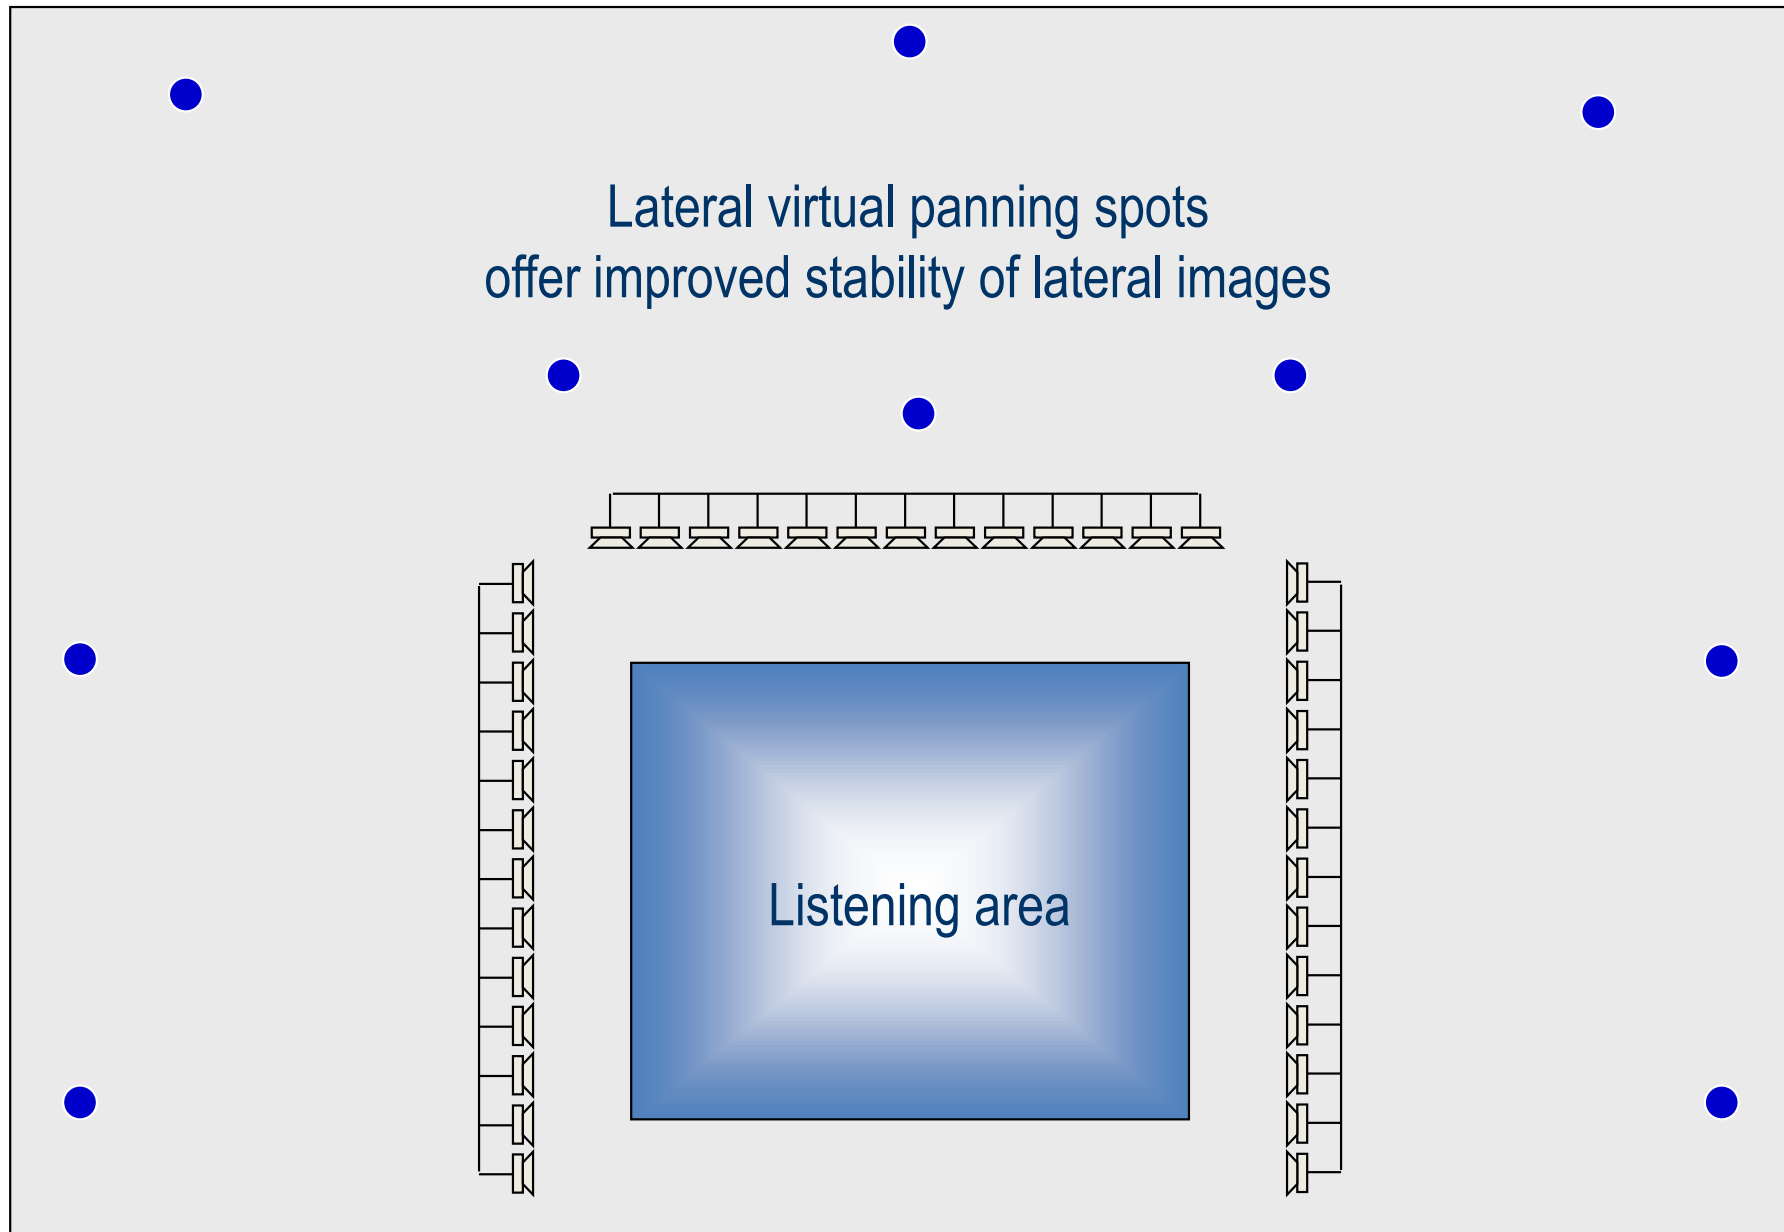 Lateral virtual panning spots
offer improved stability of lateral images
Listening area